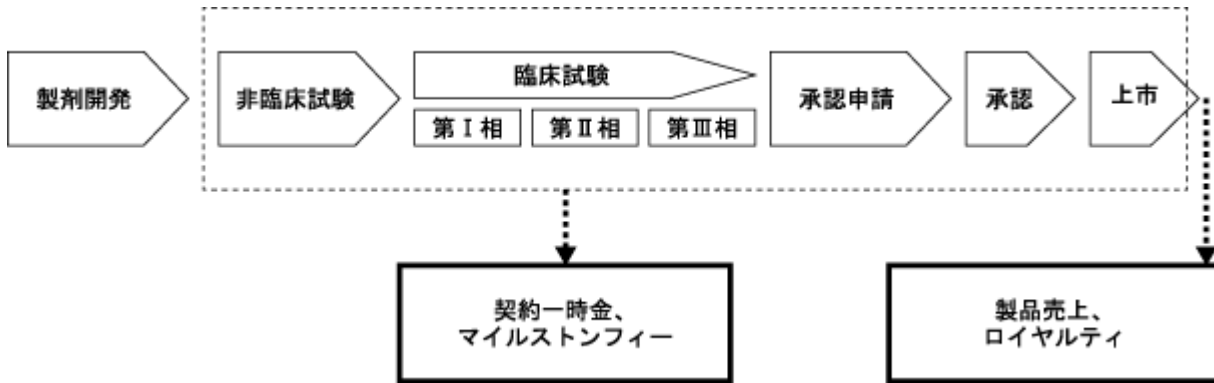 製剤開発
非臨床試験
臨床試験
第Ⅰ相
第Ⅱ相
第Ⅲ相
承認申請
承認
上市
契約一時金、
マイルストンフィー
製品売上、
ロイヤルティ